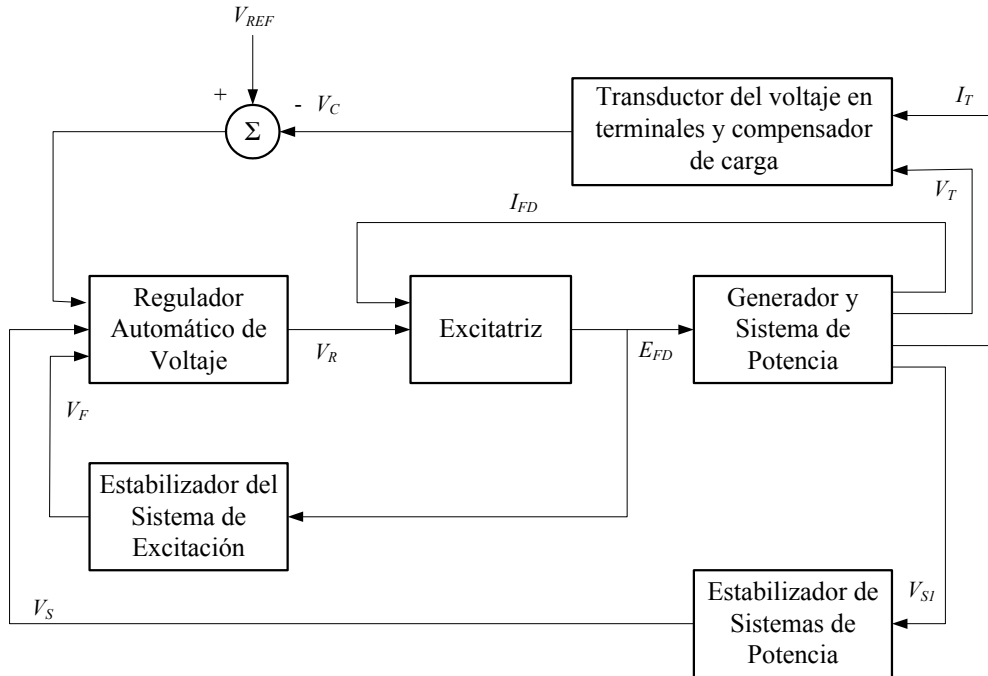 V_REF
+
- V_C
Σ
Transductor del voltaje en
terminales y compensador
de carga
I_T
V_T
I_FD
Regulador
Automático de
Voltaje
V_R
Excitatriz
E_FD
Generador y
Sistema de
Potencia
V_F
Estabilizador del
Sistema de
Excitación
V_S
Estabilizador de
Sistemas de
Potencia
V_S1